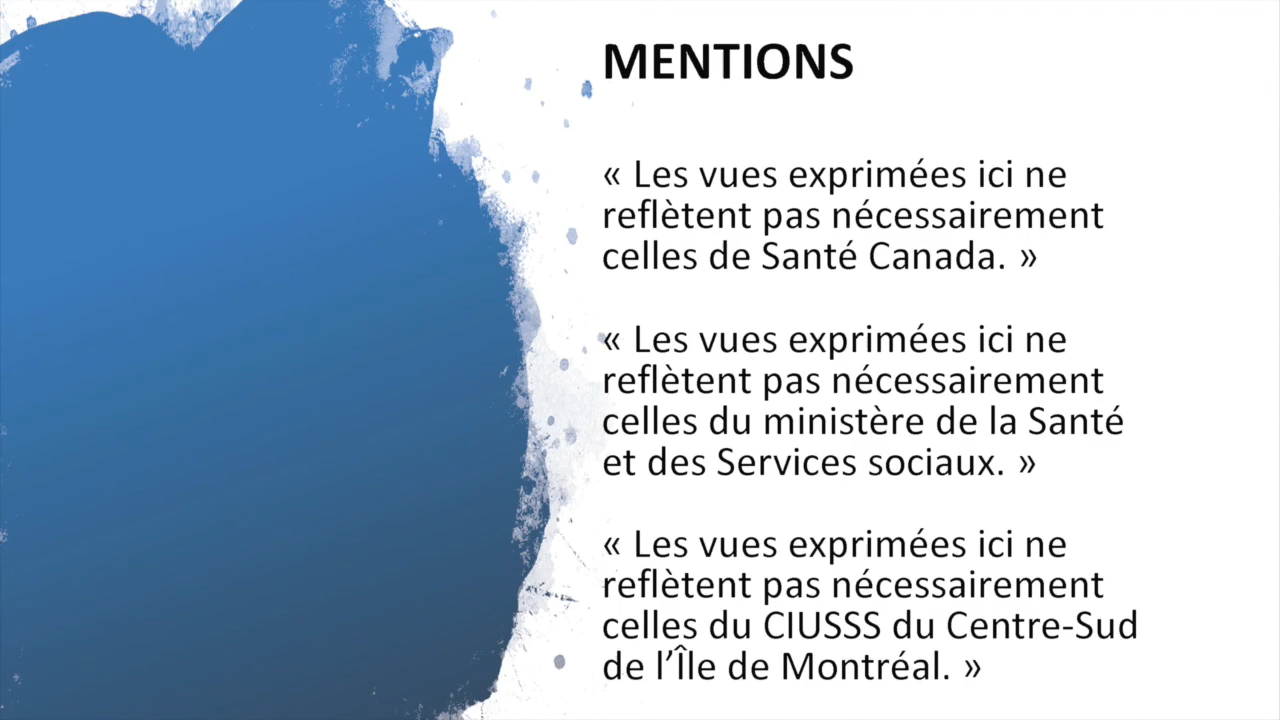 MENTIONS
« Les vues exprimées ici ne
reflètent pas nécessairement
celles de Santé Canada. »
« Les vues exprimées ici ne
reflètent pas nécessairement
celles du ministère de la Santé
et des Services sociaux. »
« Les vues exprimées ici ne
reflètent pas nécessairement
celles du CIUSSS du Centre-Sud
de l’Île de Montréal. »